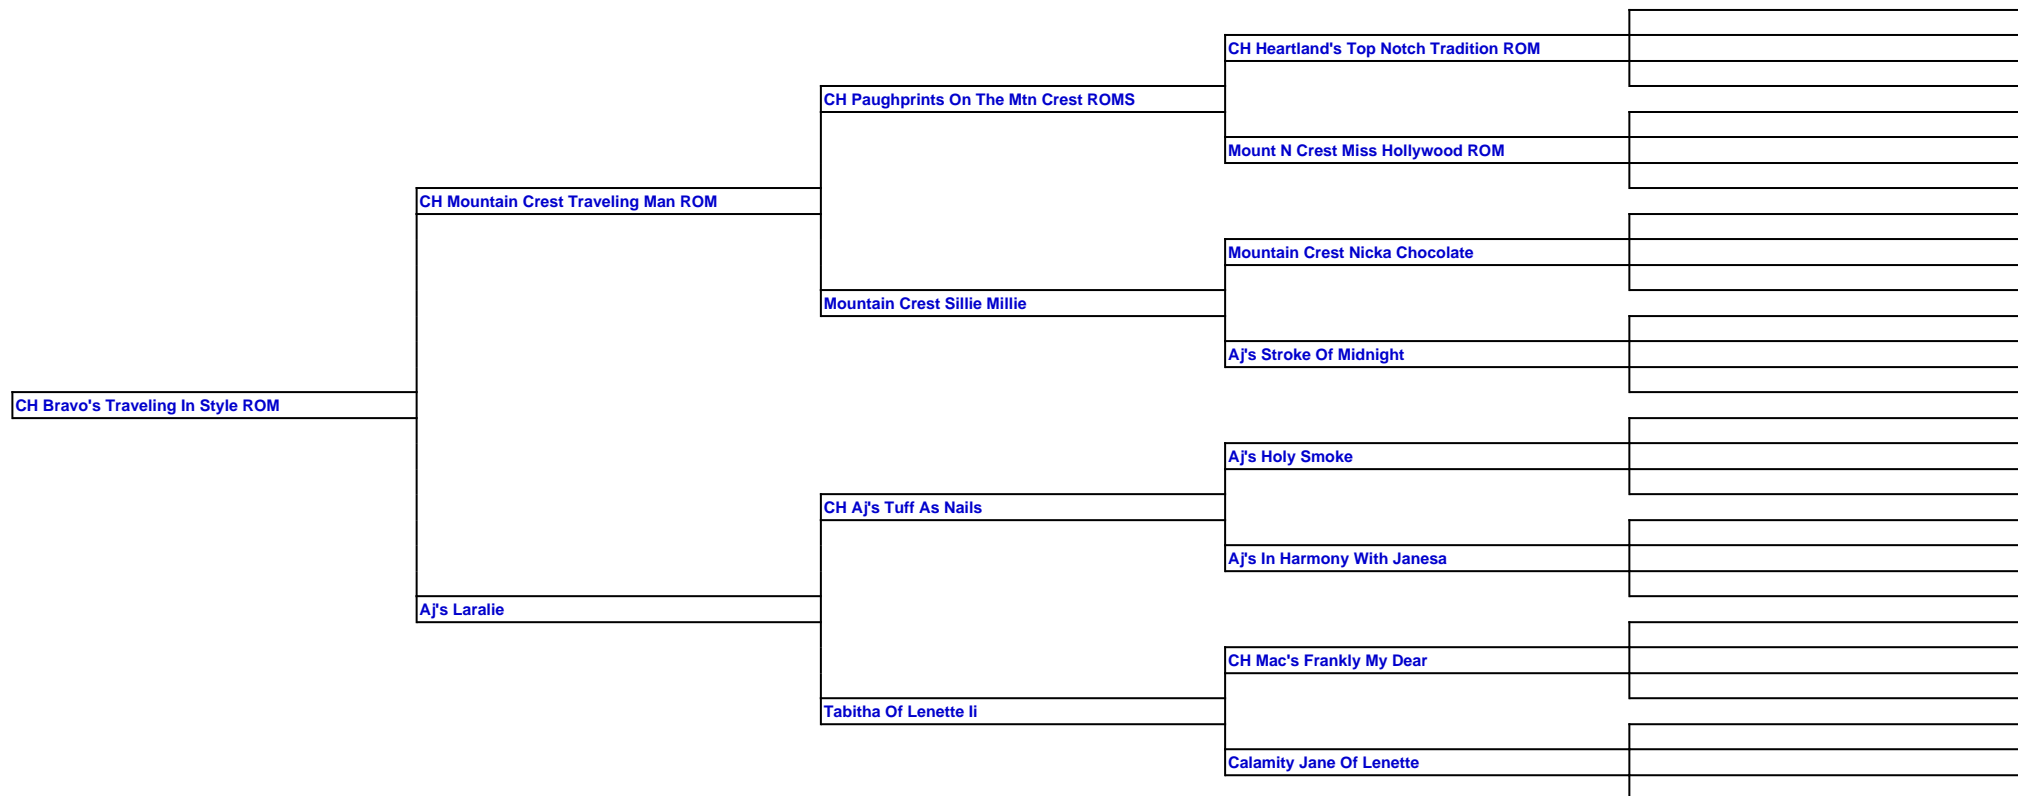 CH Heartland's Top Notch Tradition ROM
CH Paughprints On The Mtn Crest ROMS
Mount N Crest Miss Hollywood ROM
CH Mountain Crest Traveling Man ROM
Mountain Crest Nicka Chocolate
Mountain Crest Sillie Millie
Aj's Stroke Of Midnight
CH Bravo's Traveling In Style ROM
Aj's Holy Smoke
CH Aj's Tuff As Nails
Aj's In Harmony With Janesa
Aj's Laralie
CH Mac's Frankly My Dear
Tabitha Of Lenette Ii
Calamity Jane Of Lenette